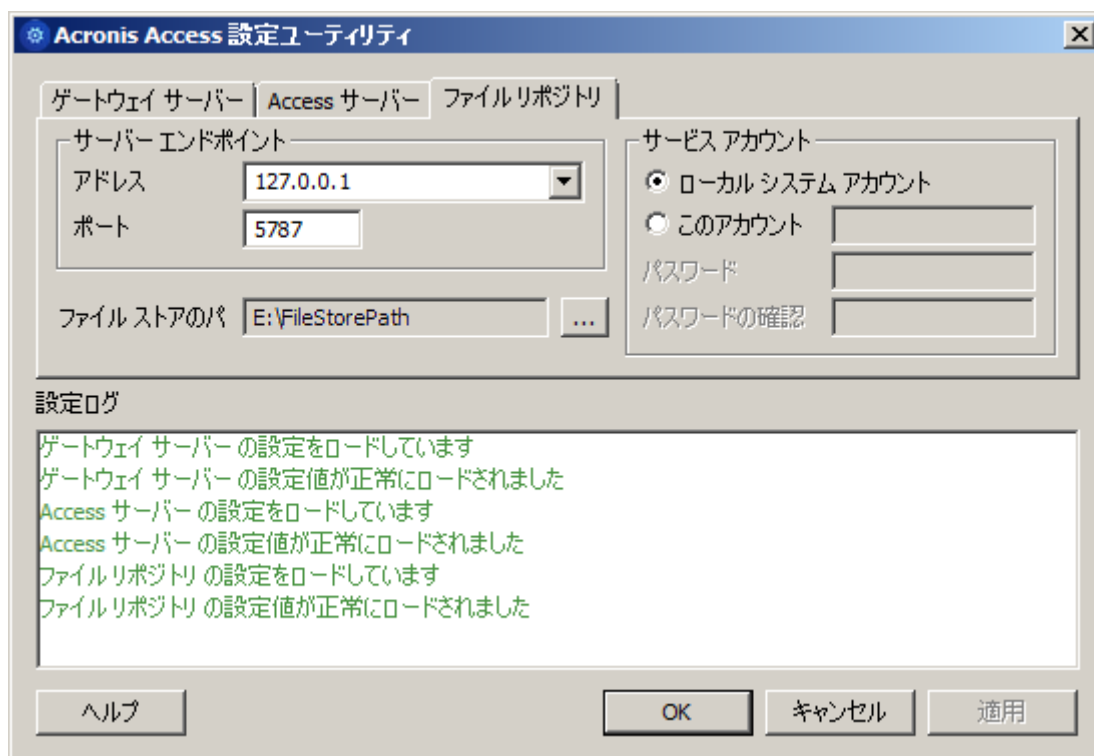 Acronis Access 設定ユーティリティ
ゲートウェイ サーバー
Access サーバー
ファイル リポジトリ
サーバー エンドポイント
アドレス
127.0.0.1
ポート
5787
ファイル ストアのパ
E:\FileStorePath
...
サービス アカウント
ローカル システム アカウント
このアカウント
パスワード
パスワードの確認
設定ログ
ゲートウェイ サーバー の設定をロードしています
ゲートウェイ サーバー の設定値が正常にロードされました
Access サーバー の設定をロードしています
Access サーバー の設定値が正常にロードされました
ファイル リポジトリ の設定をロードしています
ファイル リポジトリ の設定値が正常にロードされました
ヘルプ
OK
キャンセル
適用